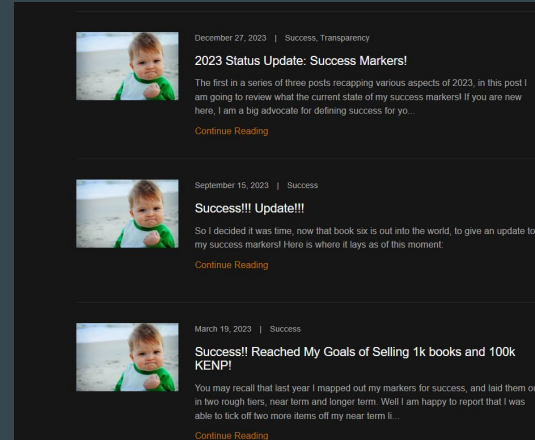 December 27, 2023 | Success, Transparency
2023 Status Update: Success Markers!
The first in a series of three posts recapping various aspects of 2023, in this post I
am going to review what the current state of my success markers! If you are new
here, I am a big advocate for defining success for yo...
Continue Reading
September 15, 2023 | Success
Success!!! Update!!!
So I decided it was time, now that book six is out into the world, to give an update to
my success markers! Here is where it lays as of this moment:
Continue Reading
March 19, 2023 | Success
Success!! Reached My Goals of Selling 1k books and 100k
KENP!
You may recall that last year I mapped out my markers for success, and laid them ou
in two rough tiers, near term and longer term. Well I am happy to report that I was
able to tick off two more items off my near term li...
Continue Reading